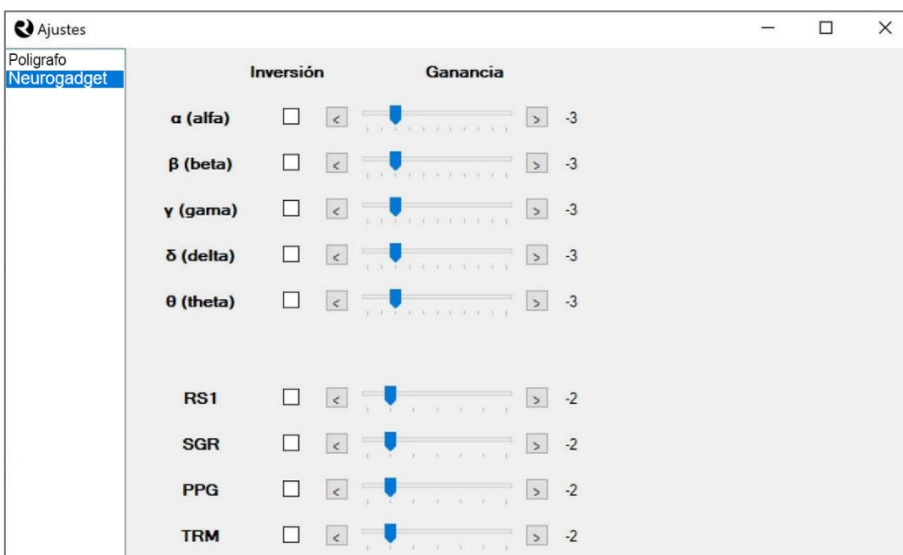 Ajustes
Poligrafo
Neurogadget
Inversión Ganancia
α (alfa) < > -3
β (beta) < > -3
γ (gama) < > -3
δ (delta) < > -3
θ (theta) < > -3
RS1 < > -2
SGR < > -2
PPG < > -2
TRM < > -2